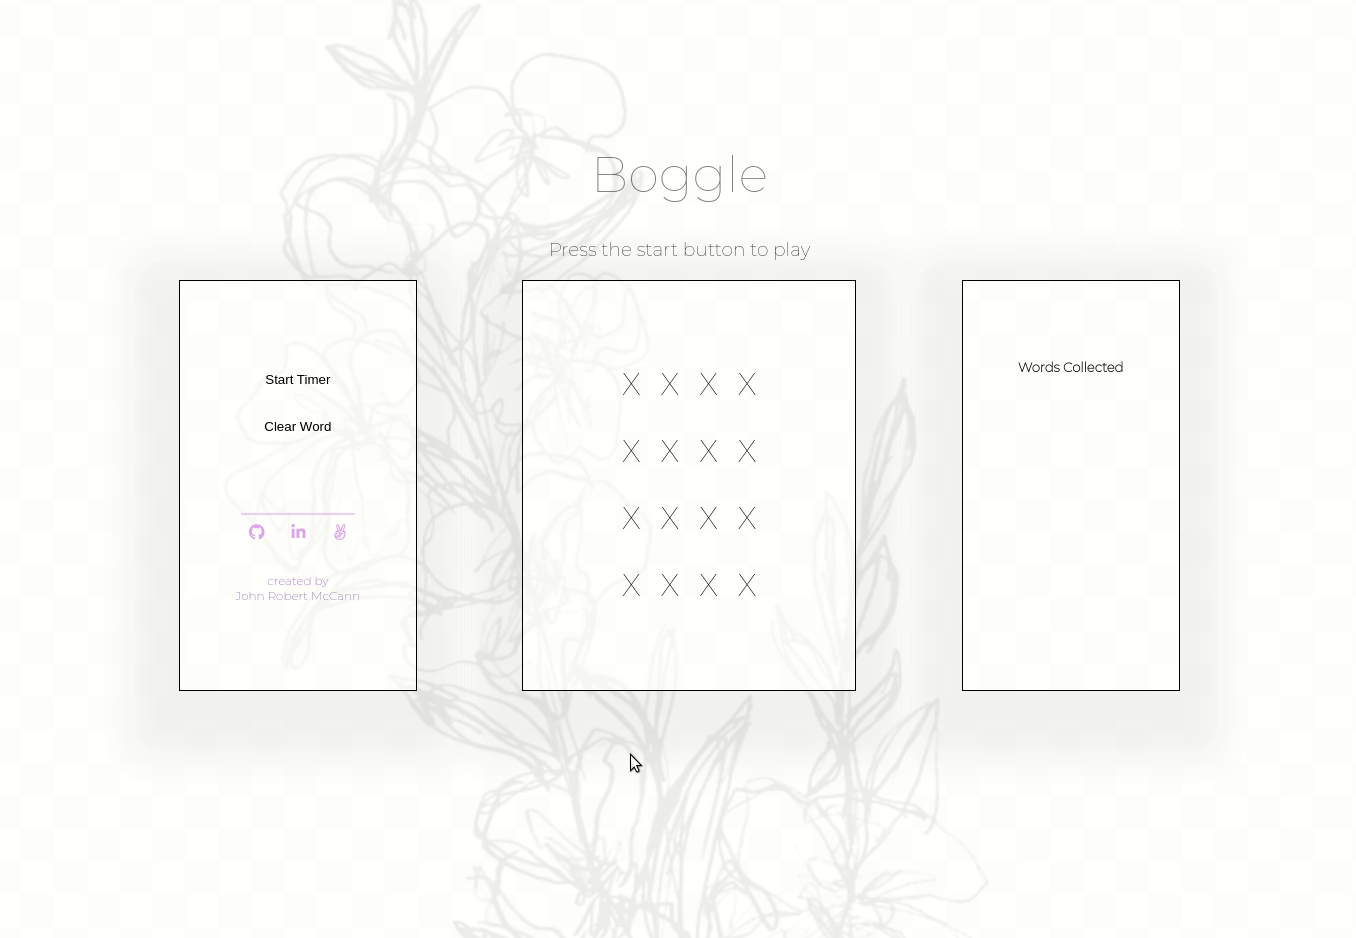 Boggle
Press the start button to play
Start Timer
Clear Word
created by
John Robert McCann
X X X X
X X X X
X X X X
X X X X
Words Collected